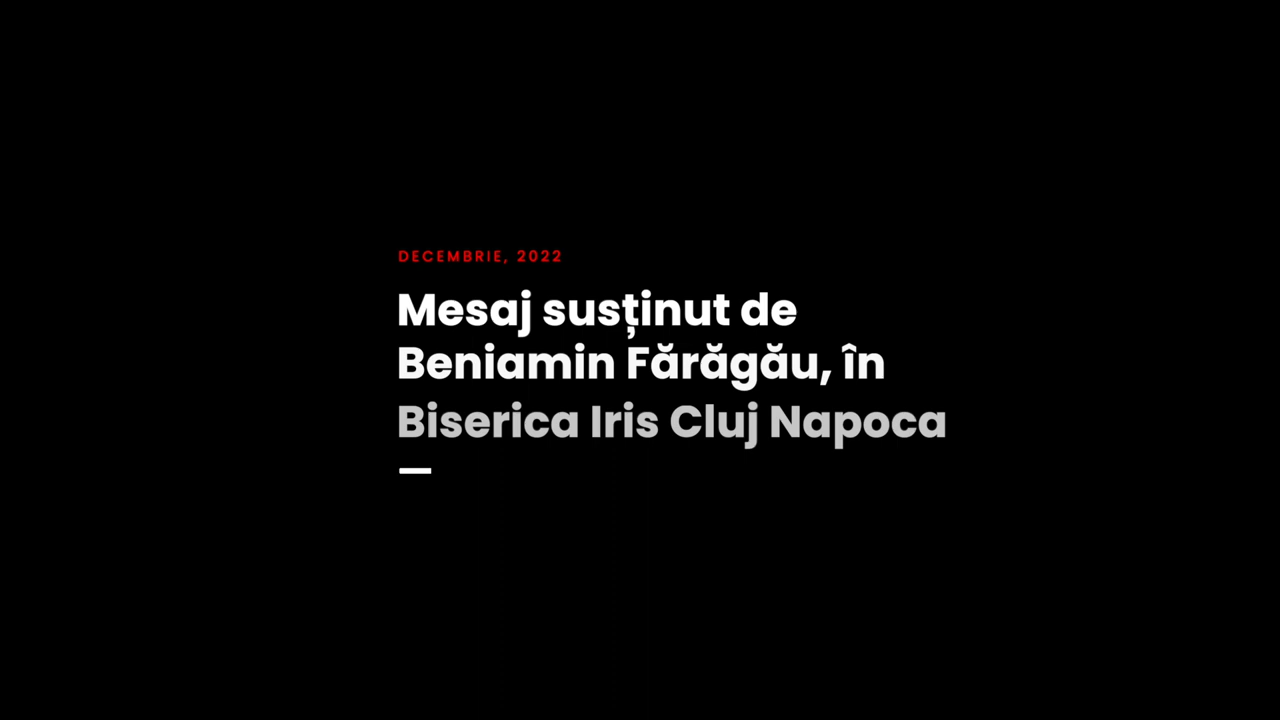 DECEMBRIE, 2022
Mesaj susținut de
Beniamin Fărăgău, în
Biserica Iris Cluj Napoca